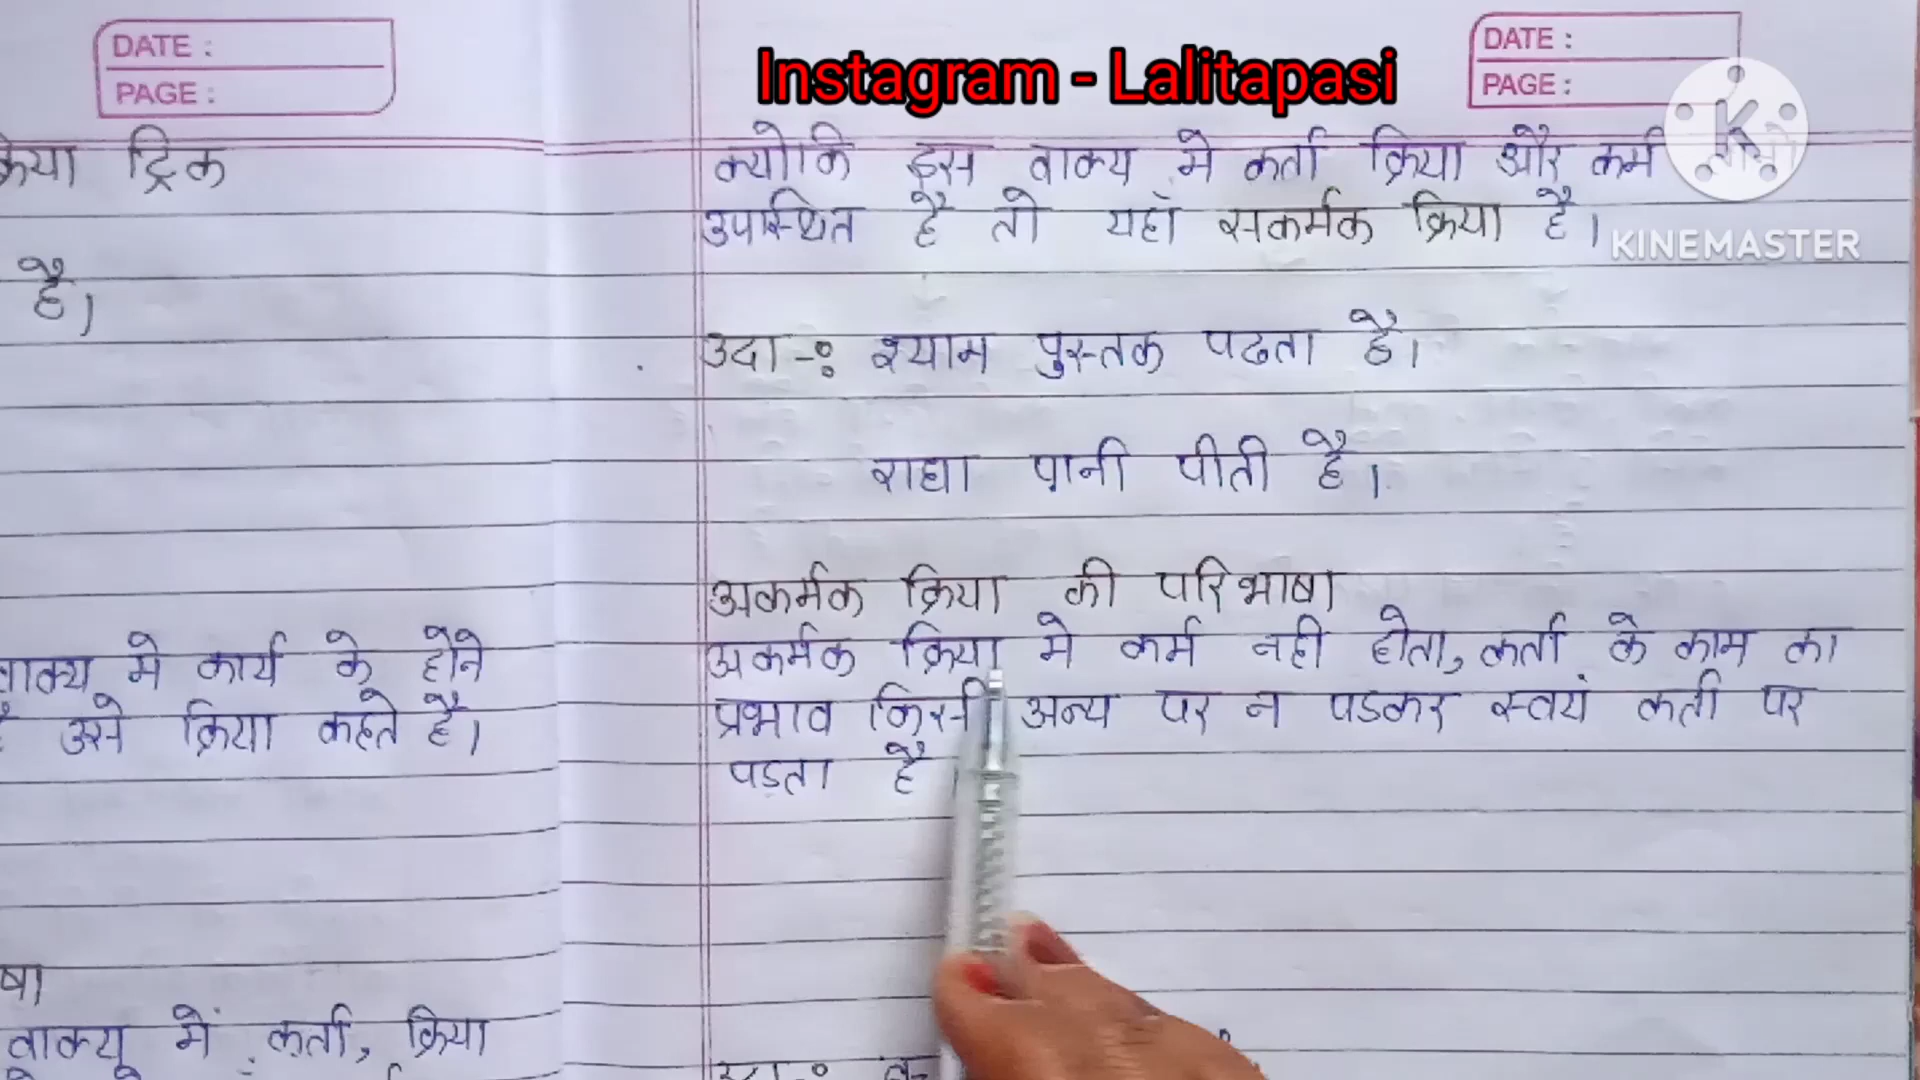 DATE :
PAGE :
Instagram - Lalitapasi
DATE :
PAGE :
KINEMASTER
क्रिया ट्रिक
है।
वाक्य मे कार्य के होने
है उसे क्रिया कहते है।
षा
वाक्य में कर्ता, क्रिया
क्योकि इस वाक्य मे कर्ता क्रिया और कर्म
उपस्थित है तो यहाँ सकर्मक क्रिया है।
उदा -: श्याम पुस्तक पढता है।
राधा पानी पीती है।
अकर्मक क्रिया की परिभाषा
अकर्मक क्रिया मे कर्म नही होता, कर्ता के काम का
प्रभाव किसी अन्य पर न पडकर स्वयं कर्ता पर
पडता है।
उदा -: